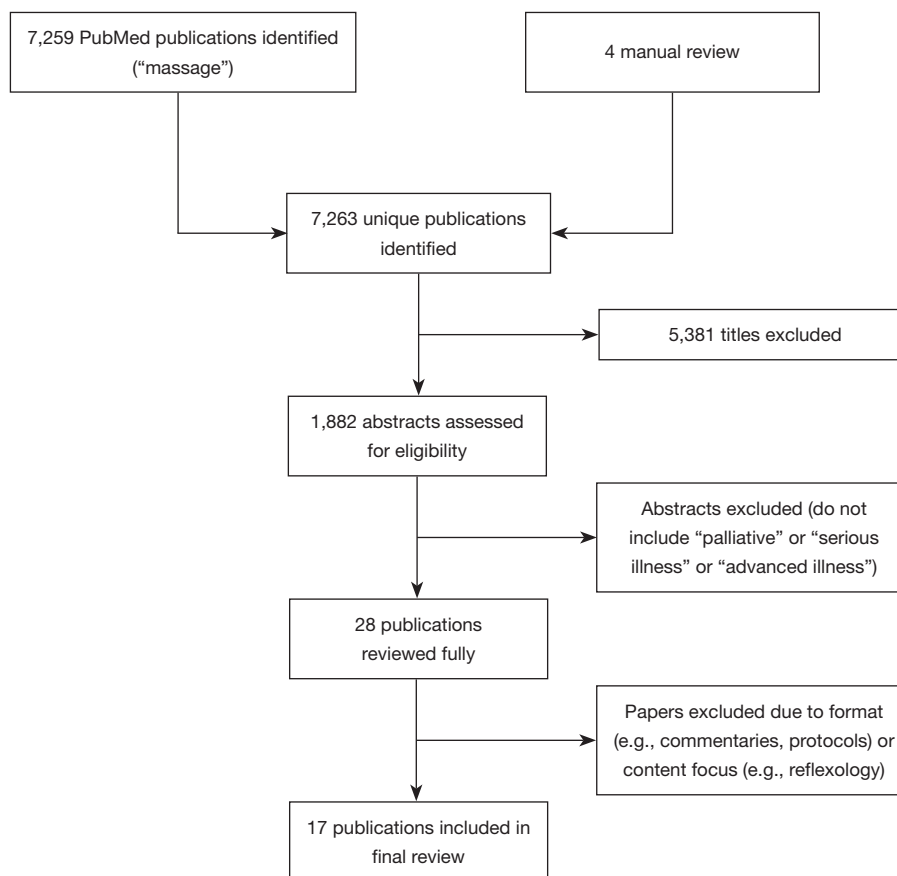 7,259 PubMed publications identified
(“massage”)
4 manual review
7,263 unique publications
identified
5,381 titles excluded
1,882 abstracts assessed
for eligibility
Abstracts excluded (do not
include “palliative” or “serious
illness” or “advanced illness”)
28 publications
reviewed fully
Papers excluded due to format
(e.g., commentaries, protocols) or
content focus (e.g., reflexology)
17 publications included in
final review